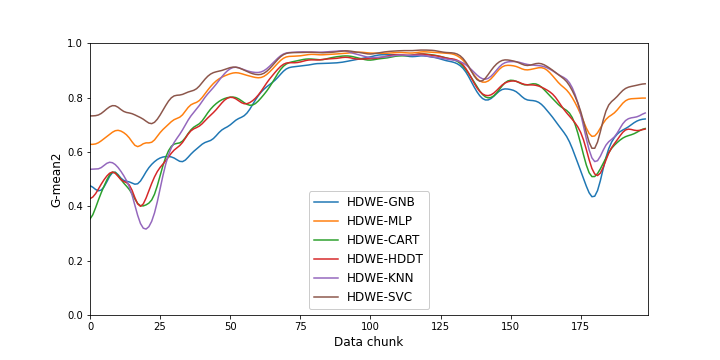 1.0
0.8
0.6
0.4
0.2
0.0
G-mean2
HDWE-GNB
HDWE-MLP
HDWE-CART
HDWE-HDDT
HDWE-KNN
HDWE-SVC
0 25 50 75 100 125 150 175
Data chunk